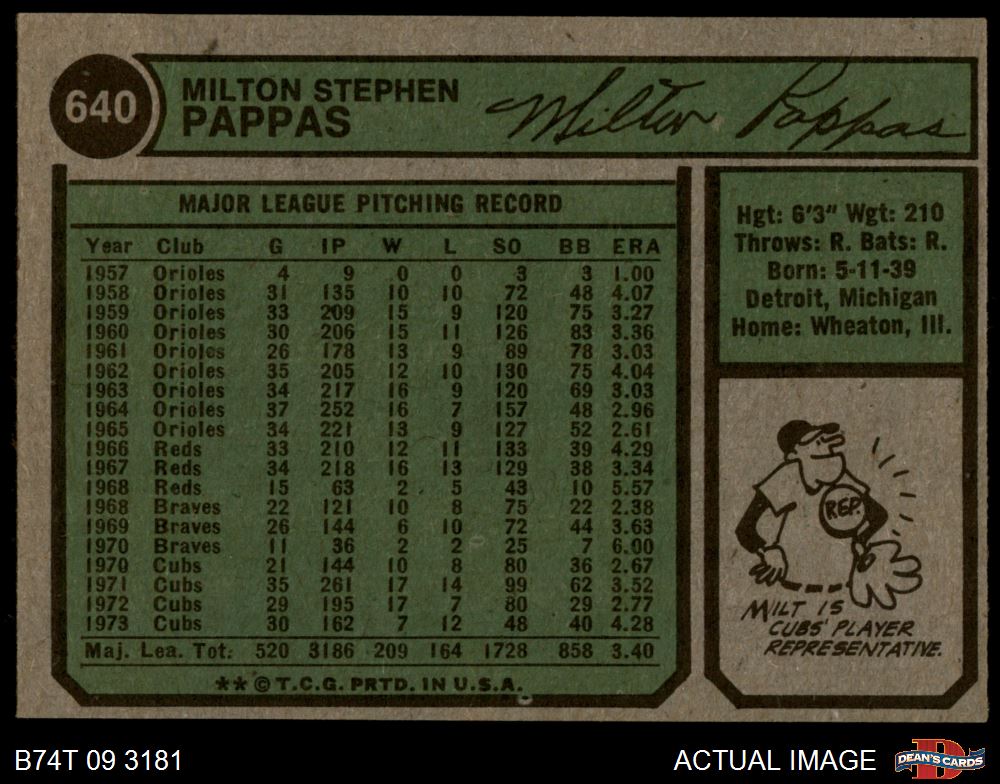 640
MILTON STEPHEN
PAPPAS
Milton Pappas
MAJOR LEAGUE PITCHING RECORD
Year Club G IP W L SO BB ERA
1957 Orioles 4 9 0 0 3 3 1.00
1958 Orioles 31 135 10 10 72 48 4.07
1959 Orioles 33 209 15 9 120 75 3.27
1960 Orioles 30 206 15 11 126 83 3.36
1961 Orioles 26 178 13 9 89 78 3.03
1962 Orioles 35 205 12 10 130 75 4.04
1963 Orioles 34 217 16 9 120 69 3.03
1964 Orioles 37 252 16 7 157 48 2.96
1965 Orioles 34 221 13 9 127 52 2.61
1966 Reds 33 210 12 11 133 39 4.29
1967 Reds 34 218 16 13 129 38 3.34
1968 Reds 15 63 2 5 43 10 5.57
1968 Braves 22 121 10 8 75 22 2.38
1969 Braves 26 144 6 10 72 44 3.63
1970 Braves 11 36 2 2 25 7 6.00
1970 Cubs 21 144 10 8 80 36 2.67
1971 Cubs 35 261 17 14 99 62 3.52
1972 Cubs 29 195 17 7 80 29 2.77
1973 Cubs 30 162 7 12 48 40 4.28
Maj. Lea. Tot: 520 3186 209 164 1728 858 3.40
** © T.C.G. PRTD. IN U.S.A.
Hgt: 6'3" Wgt: 210
Throws: R. Bats: R.
Born: 5-11-39
Detroit, Michigan
Home: Wheaton, Ill.
REP.
MILT IS
CUBS' PLAYER
REPRESENTATIVE.
B74T 09 3181
ACTUAL IMAGE
D
DEAN'S CARDS